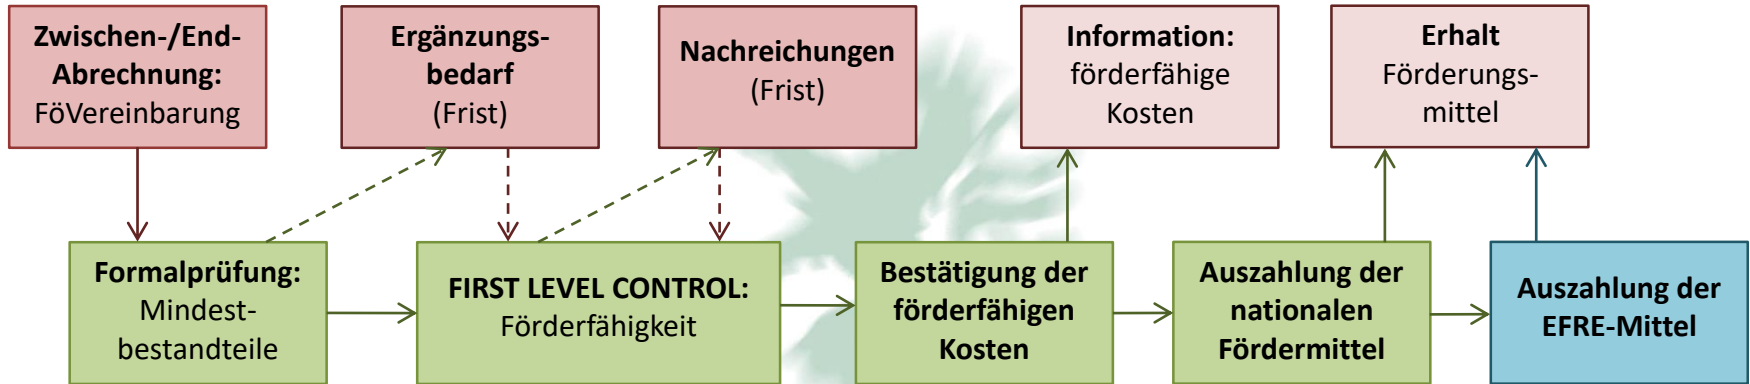 Zwischen-/End-
Abrechnung:
FöVereinbarung
Ergänzungs-
bedarf
(Frist)
Nachreichungen
(Frist)
Information:
förderfähige
Kosten
Erhalt
Förderungs-
mittel
Formalprüfung:
Mindest-
bestandteile
FIRST LEVEL CONTROL:
Förderfähigkeit
Bestätigung der
förderfähigen
Kosten
Auszahlung der
nationalen
Fördermittel
Auszahlung der
EFRE-Mittel